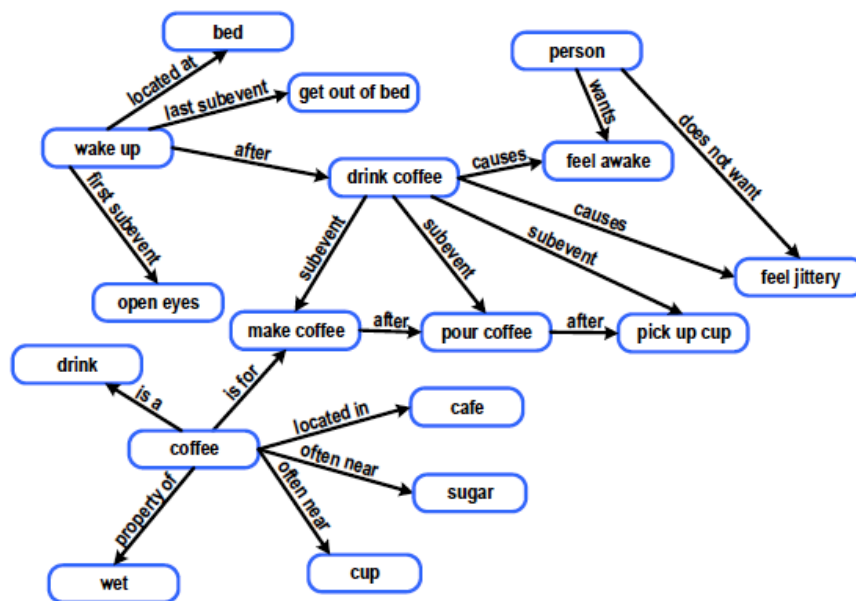 bed
person
located at
last subevent
get out of bed
wants
does not want
wake up
after
causes
feel awake
drink coffee
first subevent
causes
subevent
subevent
subevent
feel jittery
open eyes
make coffee
after
pour coffee
after
pick up cup
drink
is a
is for
located in
cafe
coffee
often near
sugar
often near
property of
wet
cup